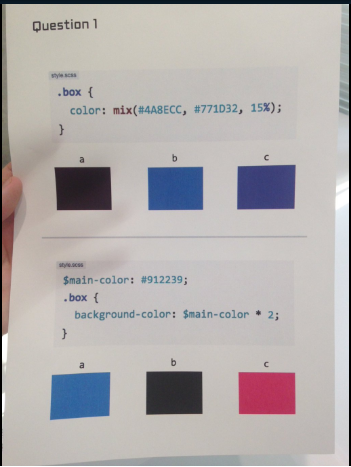 Question 1
style.scss
.box {
color: mix(#4A8ECC, #771D32, 15%);
}
a b c
style.scss
$main-color: #912239;
.box {
background-color: $main-color * 2;
}
a b c